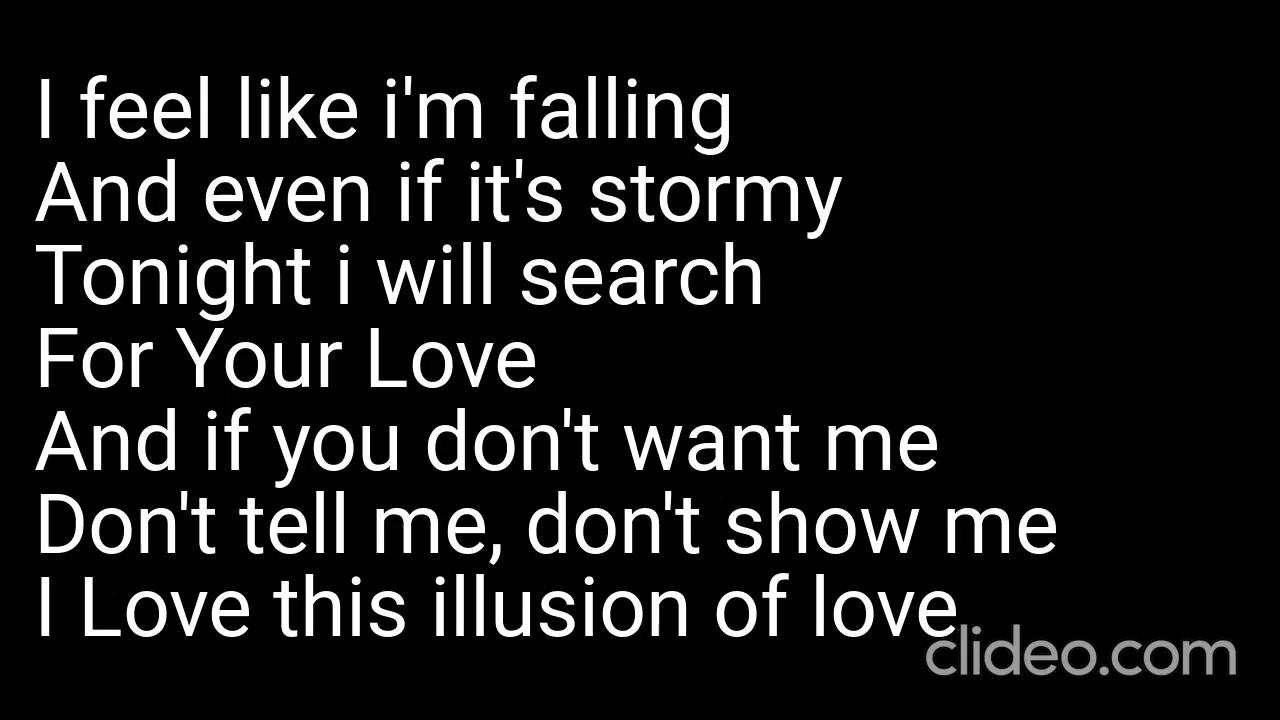 I feel like i'm falling
And even if it's stormy
Tonight i will search
For Your Love
And if you don't want me
Don't tell me, don't show me
I Love this illusion of love
clideo.com